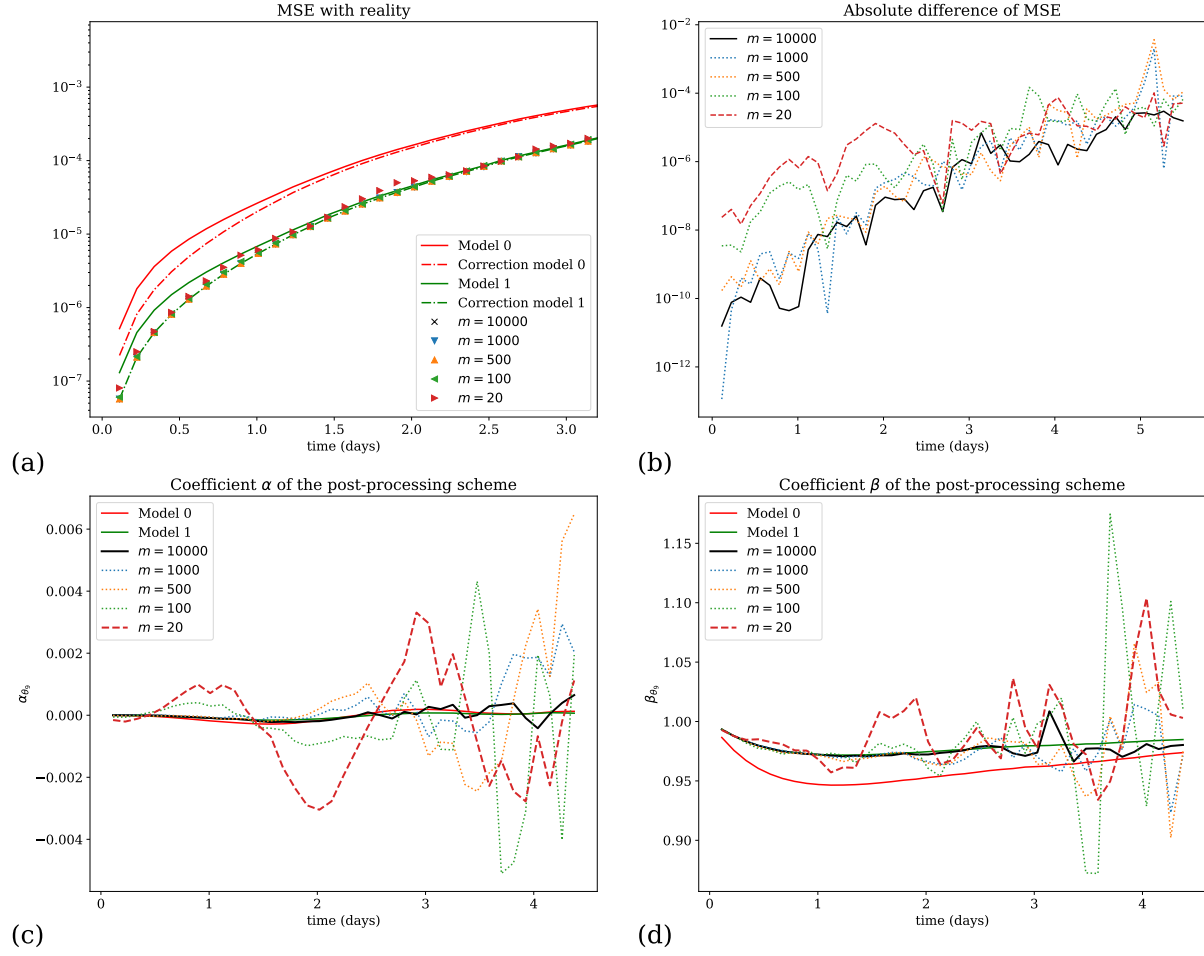 MSE with reality
10⁻³
10⁻⁴
10⁻⁵
10⁻⁶
10⁻⁷
Model 0
Correction model 0
Model 1
Correction model 1
m = 10000
m = 1000
m = 500
m = 100
m = 20
0.0 0.5 1.0 1.5 2.0 2.5 3.0
time (days)
(a)
Absolute difference of MSE
10⁻²
10⁻⁴
10⁻⁶
10⁻⁸
10⁻¹⁰
10⁻¹²
m = 10000
m = 1000
m = 500
m = 100
m = 20
0 1 2 3 4 5
time (days)
(b)
Coefficient α of the post-processing scheme
0.006
0.004
0.002
0.000
−0.002
−0.004
α_θ₉
Model 0
Model 1
m = 10000
m = 1000
m = 500
m = 100
m = 20
0 1 2 3 4
time (days)
(c)
Coefficient β of the post-processing scheme
1.15
1.10
1.05
1.00
0.95
0.90
β_θ₉
Model 0
Model 1
m = 10000
m = 1000
m = 500
m = 100
m = 20
0 1 2 3 4
time (days)
(d)